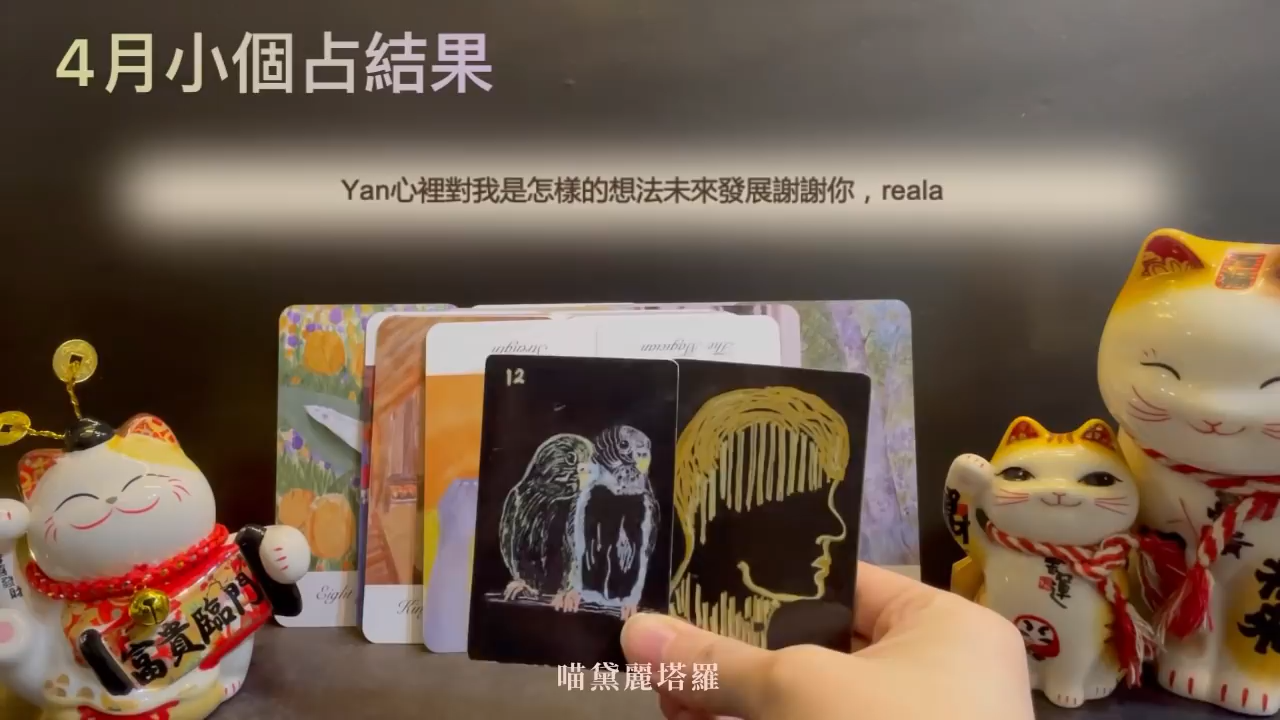 4月小個占結果
Yan心裡對我是怎樣的想法未來發展謝謝你，reala
Strength
The Magician
12
Eight
富貴臨門
喵黛麗塔羅